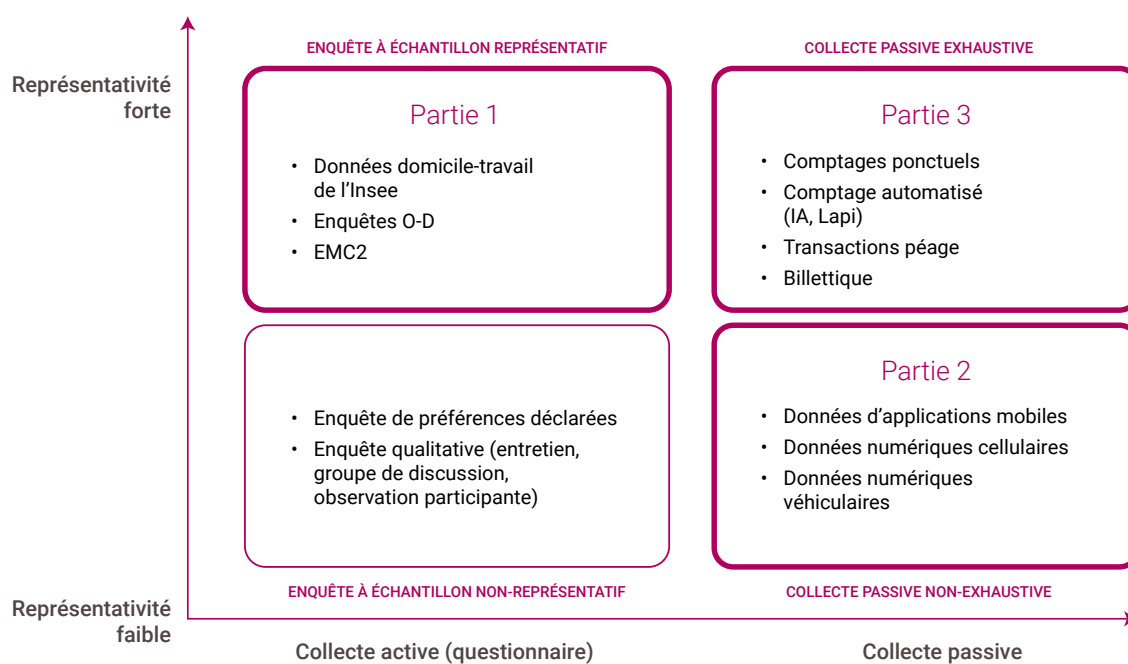 ENQUÊTE À ÉCHANTILLON REPRÉSENTATIF
COLLECTE PASSIVE EXHAUSTIVE
Représentativité
forte
Partie 1
• Données domicile-travail
de l'Insee
• Enquêtes O-D
• EMC2
Partie 3
• Comptages ponctuels
• Comptage automatisé
(IA, Lapi)
• Transactions péage
• Billettique
• Enquête de préférences déclarées
• Enquête qualitative (entretien,
groupe de discussion,
observation participante)
Partie 2
• Données d'applications mobiles
• Données numériques cellulaires
• Données numériques
véhiculaires
ENQUÊTE À ÉCHANTILLON NON-REPRÉSENTATIF
COLLECTE PASSIVE NON-EXHAUSTIVE
Représentativité
faible
Collecte active (questionnaire)
Collecte passive